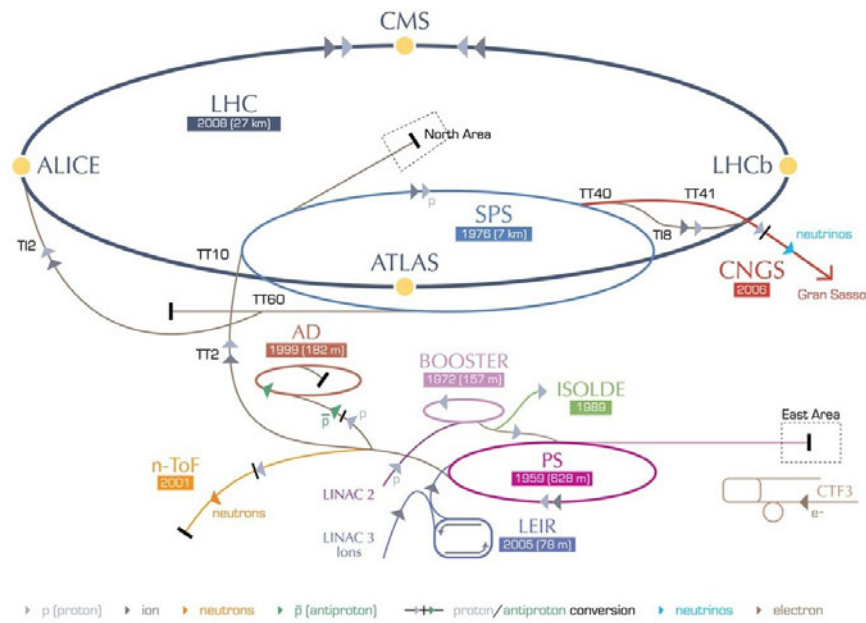 CMS
LHC
2008 (27 km)
North Area
ALICE
LHCb
TT40
TT41
SPS
1976 (7 km)
TI8
neutrinos
TI2
TT10
ATLAS
CNGS
2006
Gran Sasso
TT60
AD
1999 (182 m)
TT2
BOOSTER
1972 (157 m)
ISOLDE
1989
p
p̅
p
East Area
n-ToF
2001
PS
1959 (628 m)
LINAC 2
p
neutrons
CTF3
e-
LINAC 3
Ions
LEIR
2005 (78 m)
p (proton)
ion
neutrons
p̅ (antiproton)
proton/antiproton conversion
neutrinos
electron